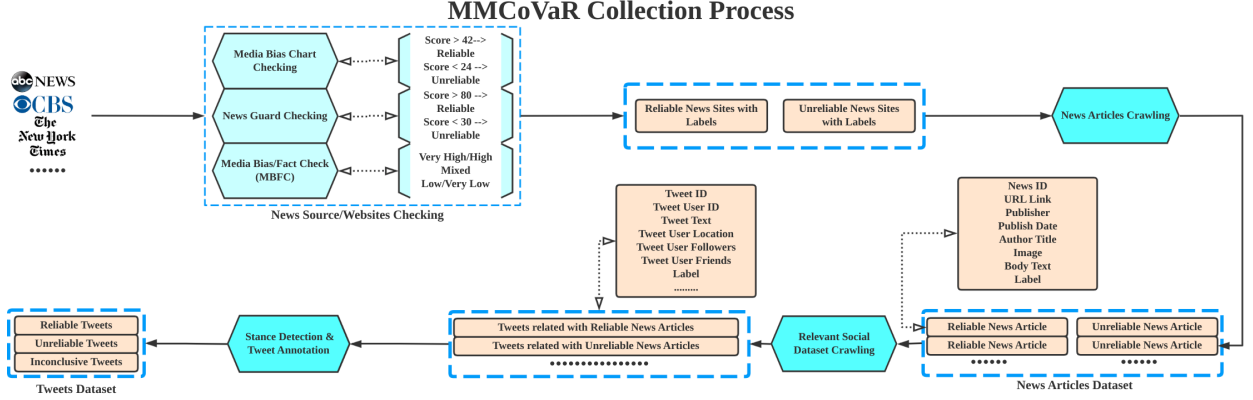 MMCoVaR Collection Process
abc NEWS
CBS
The
New York
Times
Media Bias Chart
Checking
Score > 42-->
Reliable
Score < 24 -->
Unreliable
News Guard Checking
Score > 80 -->
Reliable
Score < 30 -->
Unreliable
Media Bias/Fact Check
(MBFC)
Very High/High
Mixed
Low/Very Low
News Source/Websites Checking
Reliable News Sites with
Labels
Unreliable News Sites
with Labels
News Articles Crawling
News ID
URL Link
Publisher
Publish Date
Author Title
Image
Body Text
Label
Reliable News Article
Unreliable News Article
Reliable News Article
Unreliable News Article
News Articles Dataset
Relevant Social
Dataset Crawling
Tweet ID
Tweet User ID
Tweet Text
Tweet User Location
Tweet User Followers
Tweet User Friends
Label
.........
Tweets related with Reliable News Articles
Tweets related with Unreliable News Articles
Stance Detection &
Tweet Annotation
Reliable Tweets
Unreliable Tweets
Inconclusive Tweets
Tweets Dataset